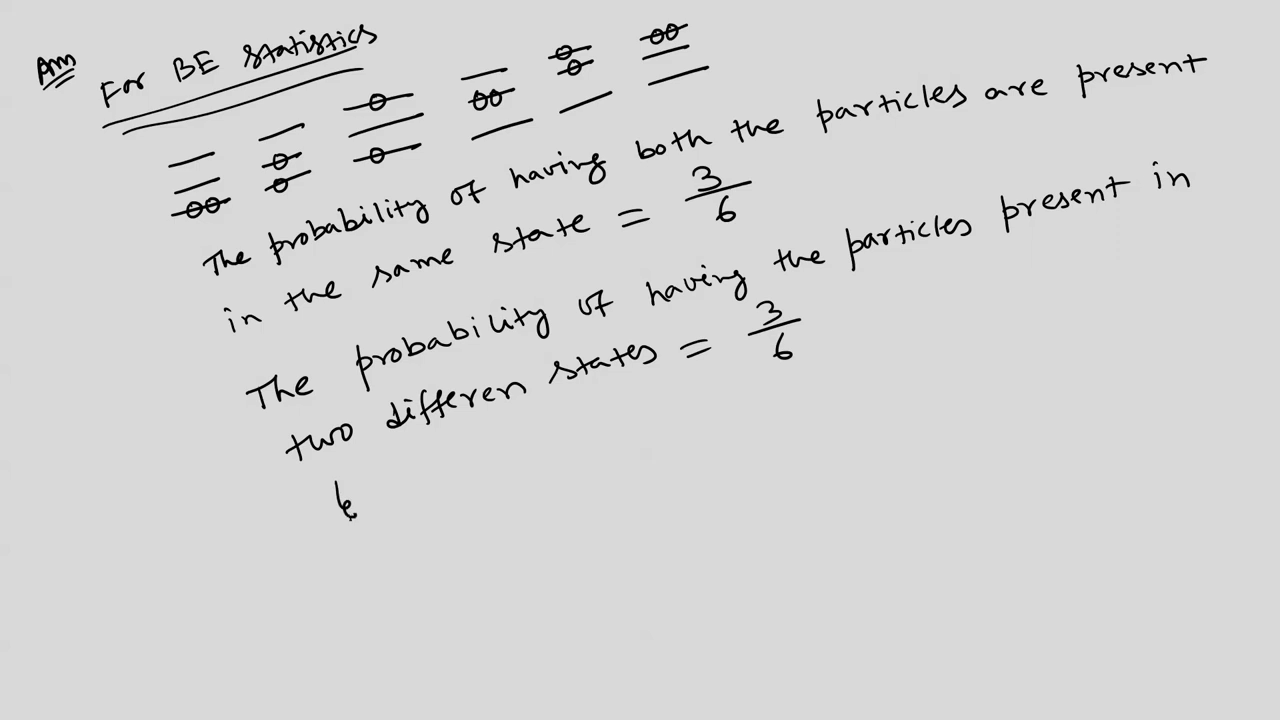 Ans
For BE statistics
The probability of having both the particles are present
in the same state = 3/6
The probability of having the particles present in
two differen states = 3/6